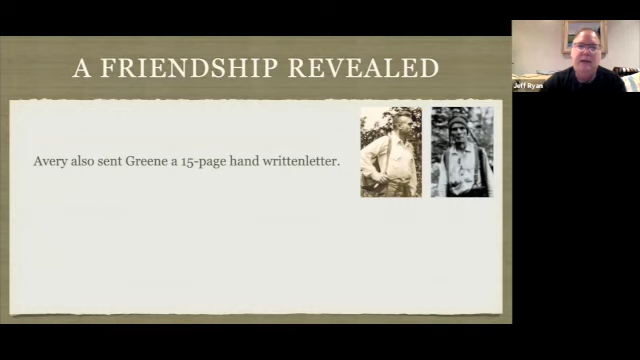 A FRIENDSHIP REVEALED
Jeff Ryan
Avery also sent Greene a 15-page hand writtenletter.